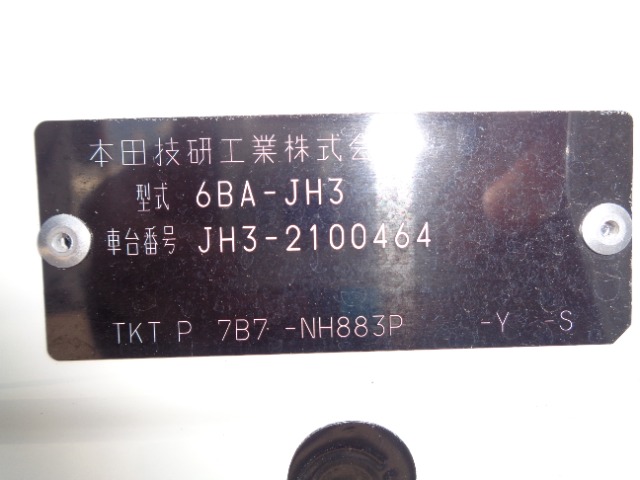 本田技研工業株式会
型式 6BA-JH3
車台番号 JH3-2100464
TKT P 7B7 -NH883P -Y -S